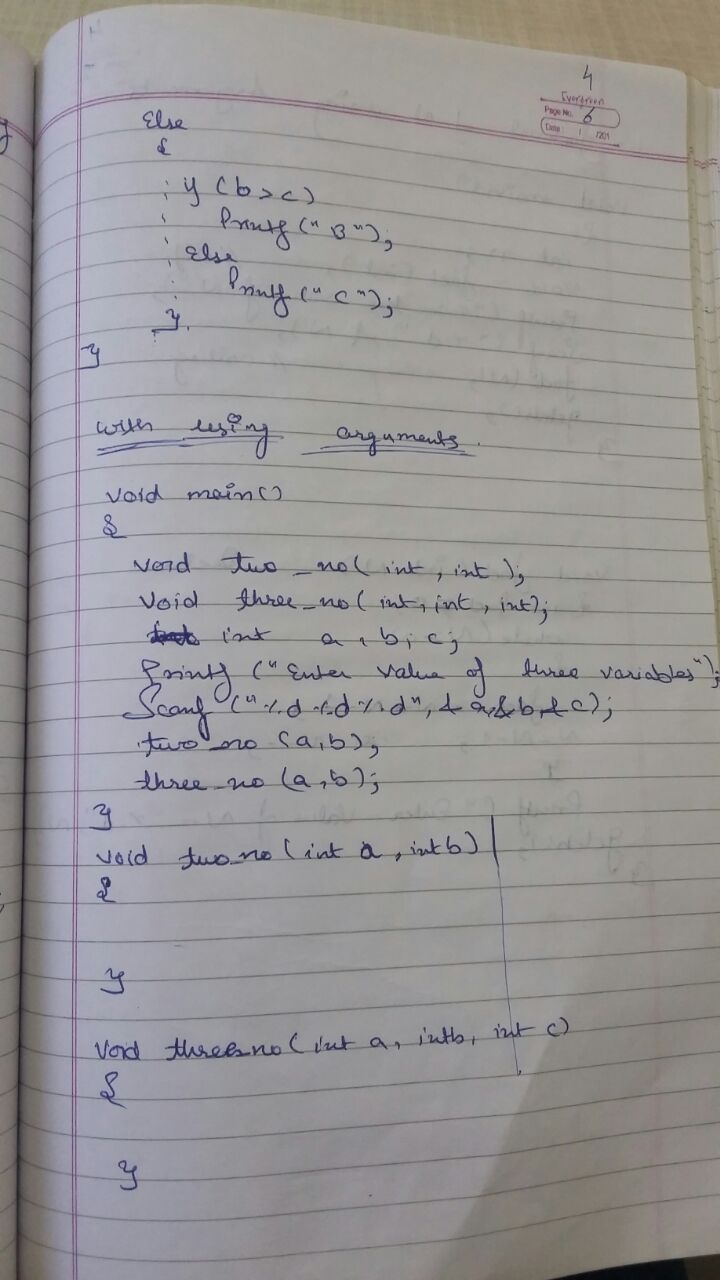 4
Evergreen
Page No. 6
Date: / /201
Else
{
if (b>c)
Printf("B");
Else
Printf("C");
}
}
with using arguments.
void main()
{
void two_no( int, int );
void three_no( int, int, int);
int a, b, c;
Printf ("Enter value of three variables");
Scanf ("%d %d %d", & a,&b,&c);
two_no (a,b);
three_no (a,b);
}
void two_no (int a, int b)
{
}
void three_no( int a, int b, int c)
{
}